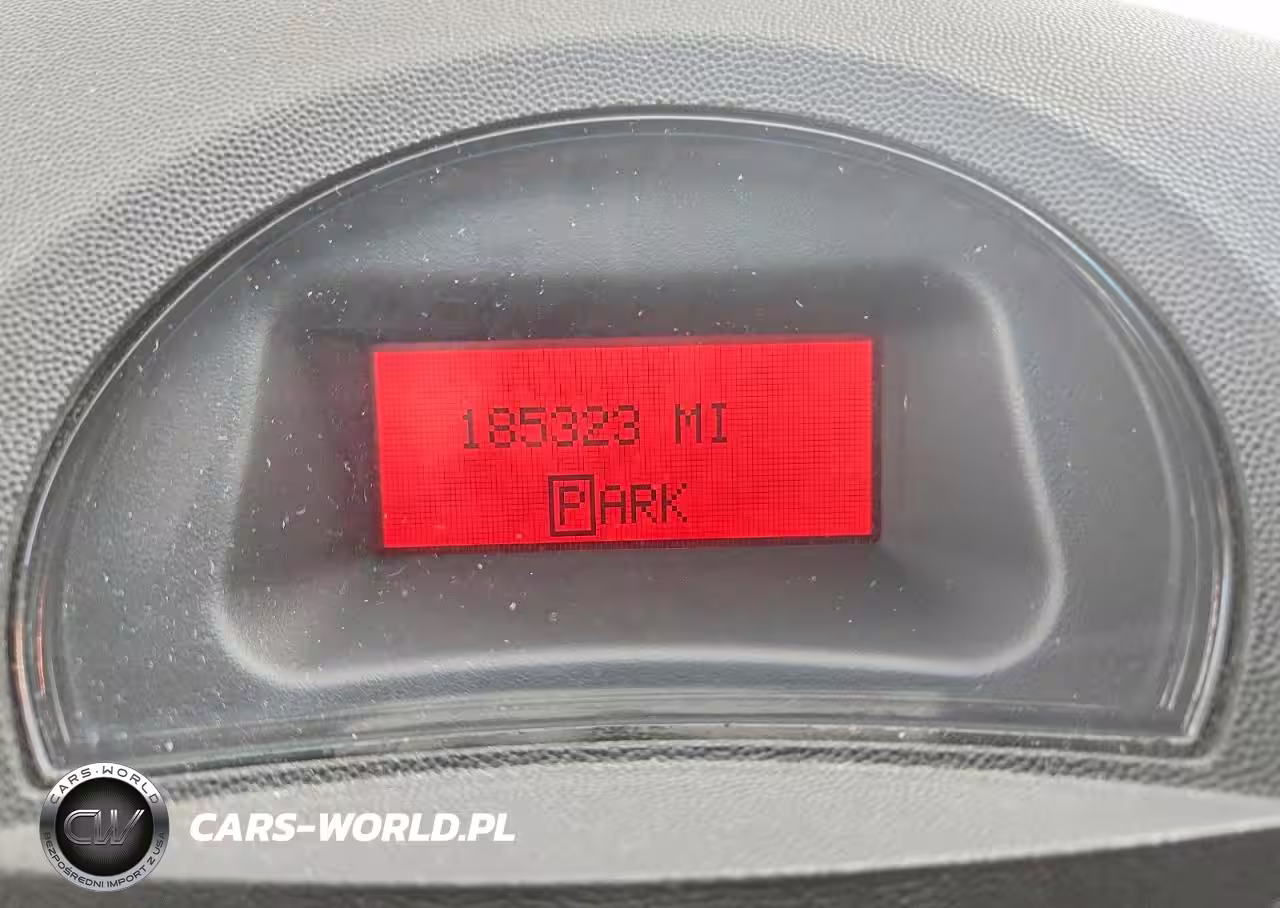 185323 MI
PARK
CARS-WORLD
CW
BEZPOŚREDNI IMPORT Z USA
CARS-WORLD.PL